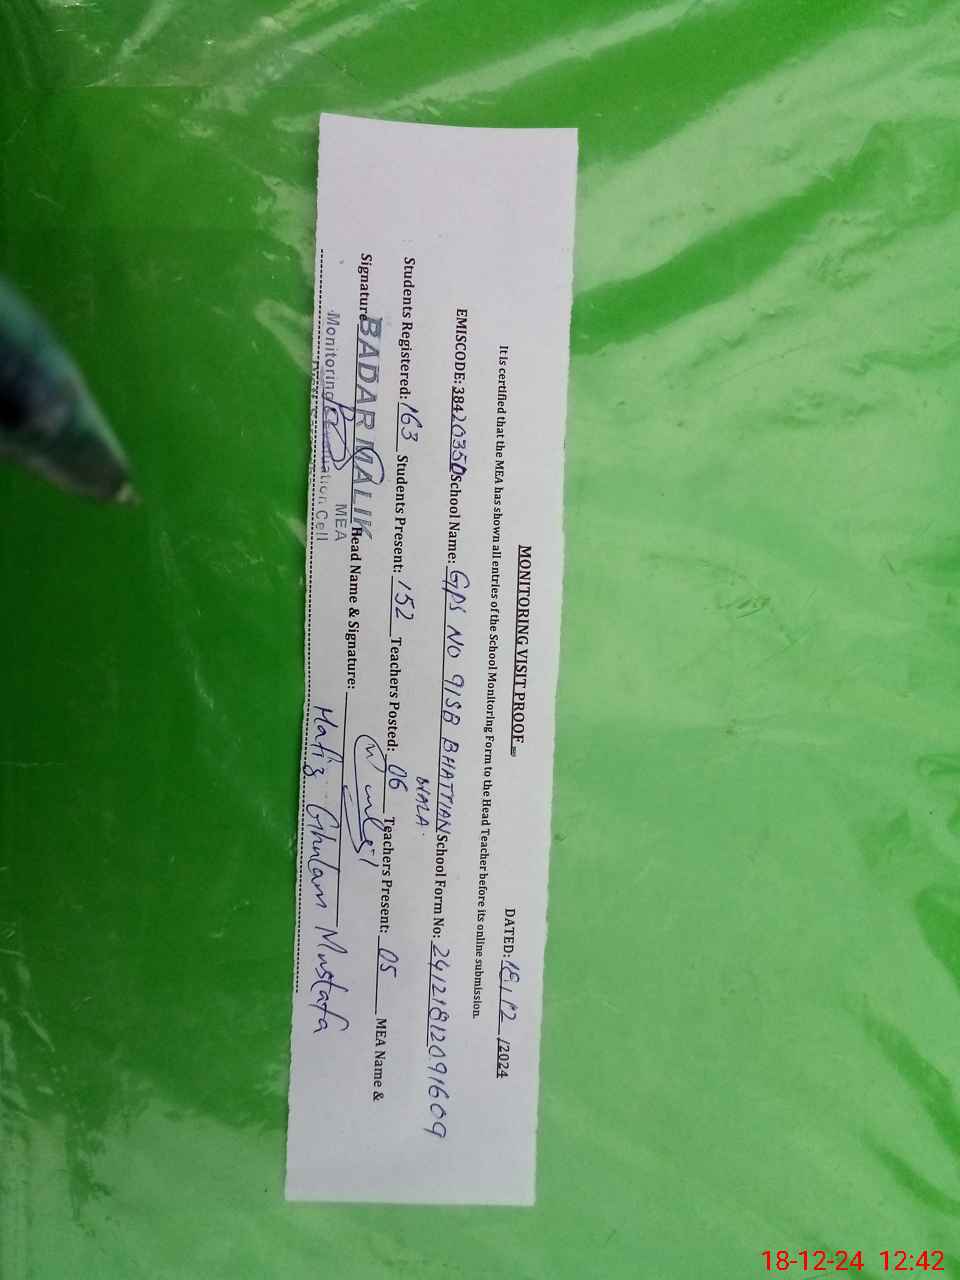 MONITORING VISIT PROOF
DATED: 18/12/2024
It is certified that the MEA has shown all entries of the School Monitoring Form to the Head Teacher before its online submission.
EMISCODE: 38420350 School Name: GPS NO 91SB BHATTIAN WALA. School Form No: 24121812091609
Students Registered: 163 Students Present: 152 Teachers Posted: 06 Teachers Present: 05 MEA Name &
Signature BADAR MALIK Head Name & Signature:
MEA
Monitoring Evaluation Cell
Hafiz Ghulam Mustafa
18-12-24 12:42